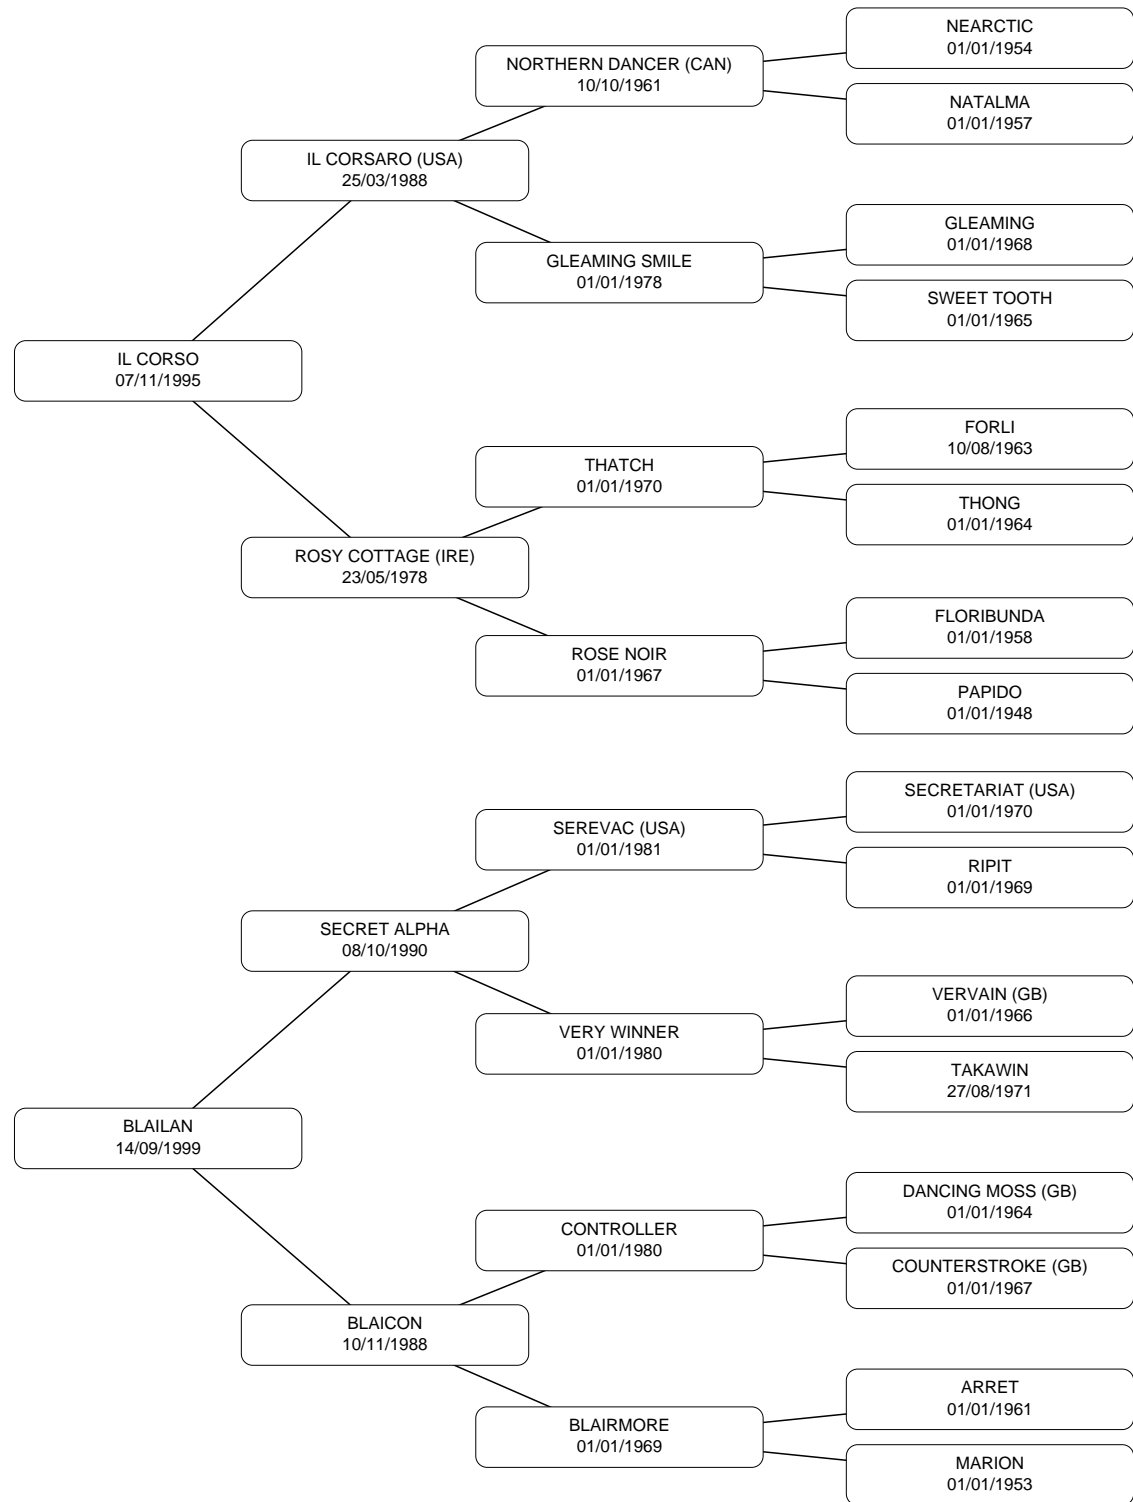 NEARCTIC
01/01/1954
NORTHERN DANCER (CAN)
10/10/1961
NATALMA
01/01/1957
IL CORSARO (USA)
25/03/1988
GLEAMING
01/01/1968
GLEAMING SMILE
01/01/1978
SWEET TOOTH
01/01/1965
IL CORSO
07/11/1995
FORLI
10/08/1963
THATCH
01/01/1970
THONG
01/01/1964
ROSY COTTAGE (IRE)
23/05/1978
FLORIBUNDA
01/01/1958
ROSE NOIR
01/01/1967
PAPIDO
01/01/1948
SECRETARIAT (USA)
01/01/1970
SEREVAC (USA)
01/01/1981
RIPIT
01/01/1969
SECRET ALPHA
08/10/1990
VERVAIN (GB)
01/01/1966
VERY WINNER
01/01/1980
TAKAWIN
27/08/1971
BLAILAN
14/09/1999
DANCING MOSS (GB)
01/01/1964
CONTROLLER
01/01/1980
COUNTERSTROKE (GB)
01/01/1967
BLAICON
10/11/1988
ARRET
01/01/1961
BLAIRMORE
01/01/1969
MARION
01/01/1953